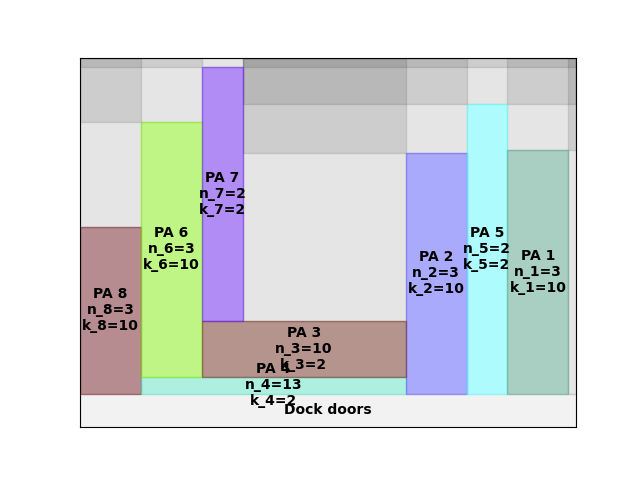 PA 7
n_7=2
k_7=2
PA 6
n_6=3
k_6=10
PA 5
n_5=2
k_5=2
PA 2
n_2=3
k_2=10
PA 1
n_1=3
k_1=10
PA 8
n_8=3
k_8=10
PA 3
n_3=10
k_3=2
PA 4
n_4=13
k_4=2
Dock doors